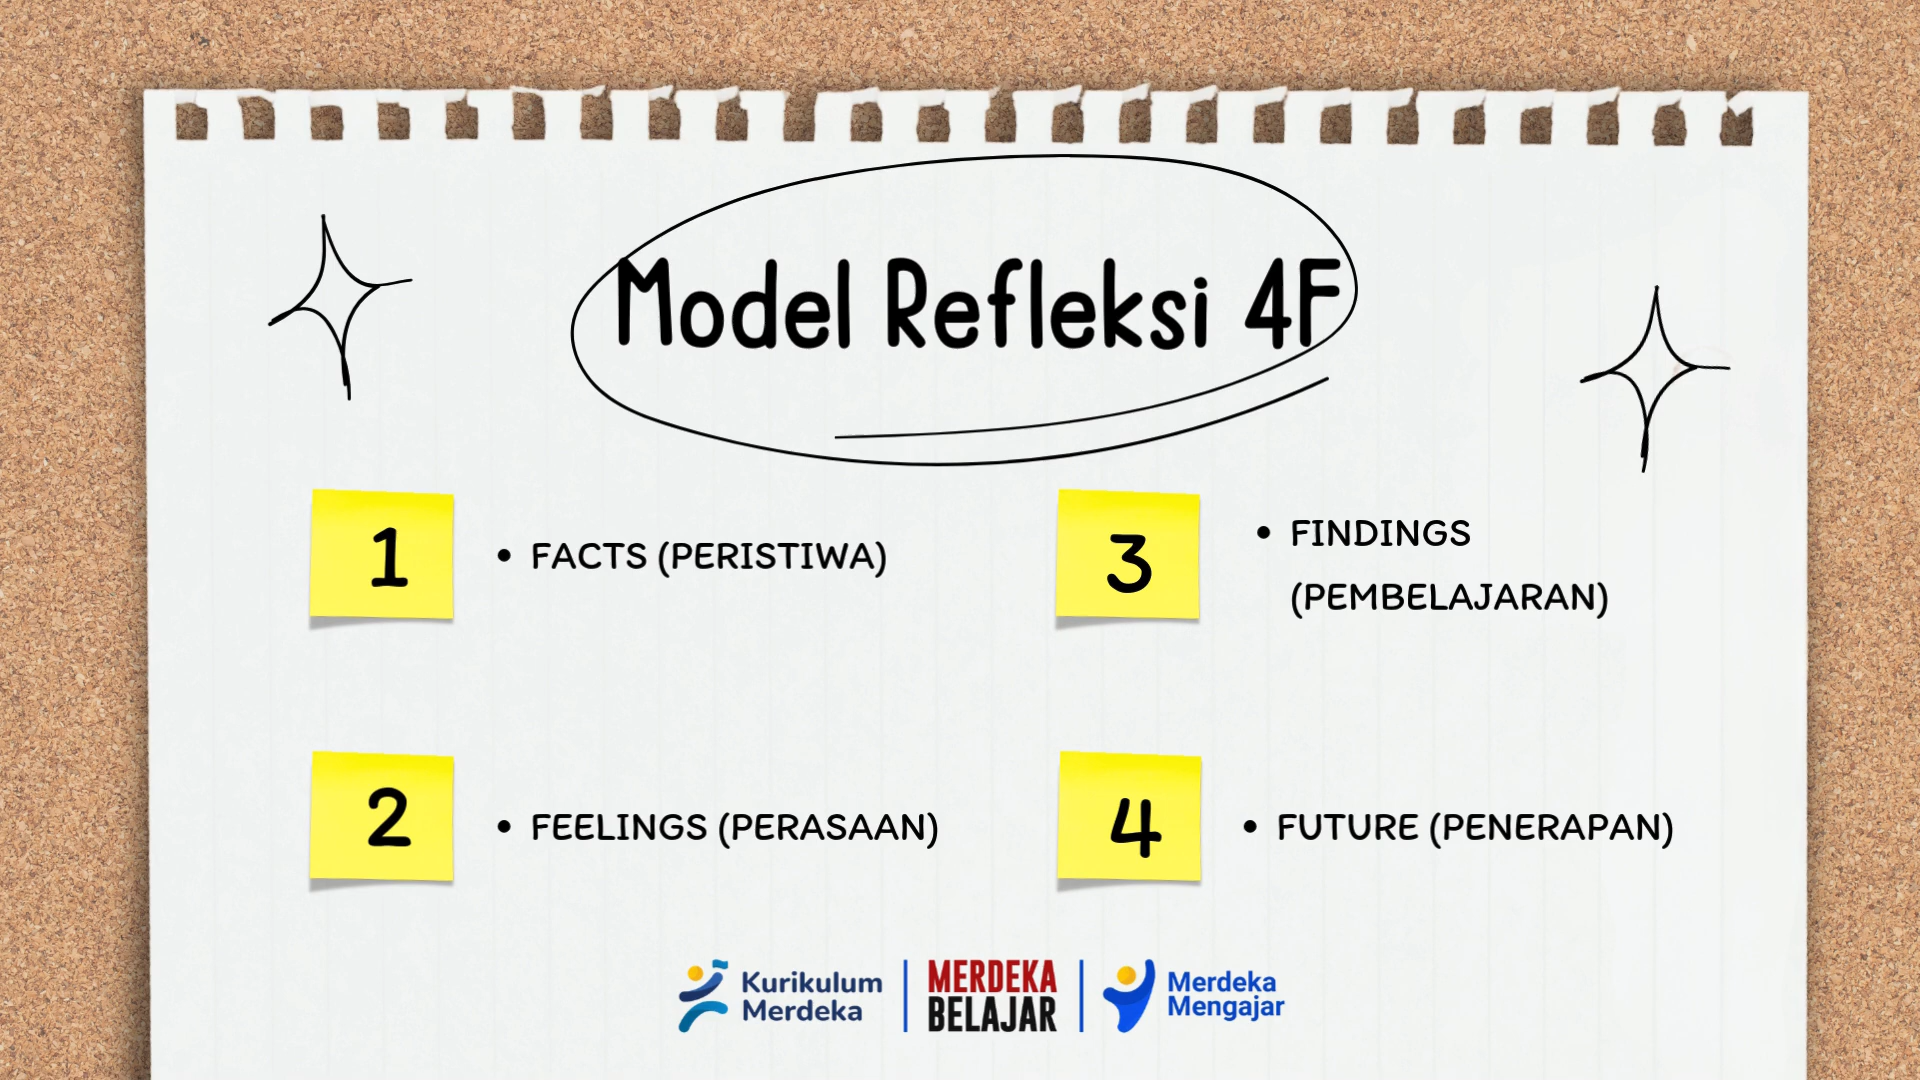 Model Refleksi 4F
1
• FACTS (PERISTIWA)
2
• FEELINGS (PERASAAN)
3
• FINDINGS
(PEMBELAJARAN)
4
• FUTURE (PENERAPAN)
Kurikulum
Merdeka
MERDEKA
BELAJAR
Merdeka
Mengajar